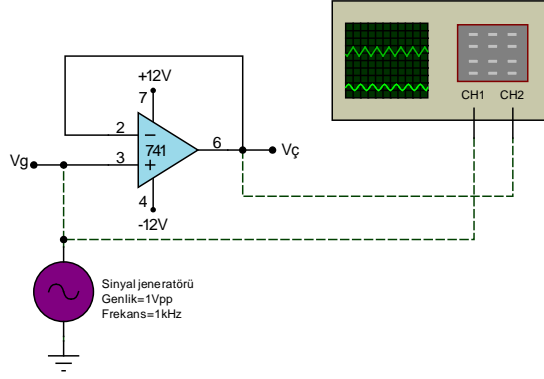 +12V
7
2
741
6
Vg
3
Vç
4
-12V
CH1
CH2
Sinyal jeneratörü
Genlik=1Vpp
Frekans=1kHz